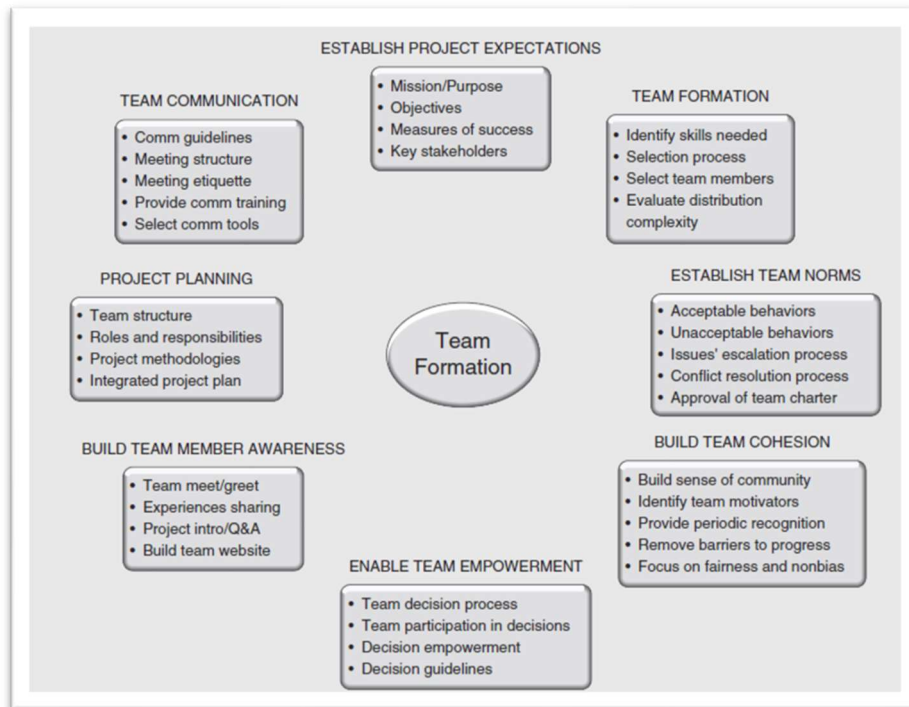 ESTABLISH PROJECT EXPECTATIONS
• Mission/Purpose
• Objectives
• Measures of success
• Key stakeholders
TEAM COMMUNICATION
• Comm guidelines
• Meeting structure
• Meeting etiquette
• Provide comm training
• Select comm tools
TEAM FORMATION
• Identify skills needed
• Selection process
• Select team members
• Evaluate distribution
complexity
PROJECT PLANNING
• Team structure
• Roles and responsibilities
• Project methodologies
• Integrated project plan
Team
Formation
ESTABLISH TEAM NORMS
• Acceptable behaviors
• Unacceptable behaviors
• Issues' escalation process
• Conflict resolution process
• Approval of team charter
BUILD TEAM MEMBER AWARENESS
• Team meet/greet
• Experiences sharing
• Project intro/Q&A
• Build team website
BUILD TEAM COHESION
• Build sense of community
• Identify team motivators
• Provide periodic recognition
• Remove barriers to progress
• Focus on fairness and nonbias
ENABLE TEAM EMPOWERMENT
• Team decision process
• Team participation in decisions
• Decision empowerment
• Decision guidelines